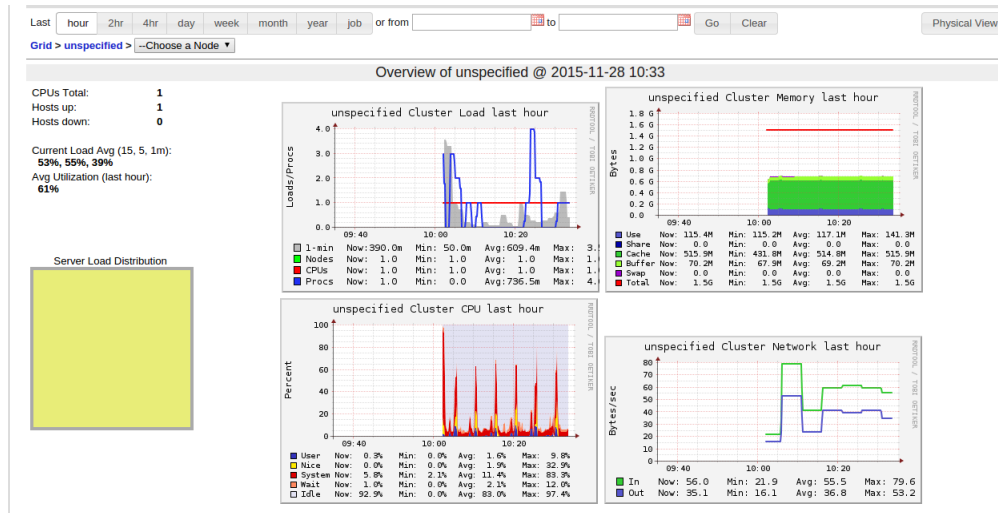 Last hour 2hr 4hr day week month year job or from to Go Clear Physical View
Grid > unspecified > --Choose a Node ▼
Overview of unspecified @ 2015-11-28 10:33
CPUs Total: 1
Hosts up: 1
Hosts down: 0
Current Load Avg (15, 5, 1m):
53%, 55%, 39%
Avg Utilization (last hour):
61%
Server Load Distribution
unspecified Cluster Load last hour
RRDTOOL / TOBI OETIKER
Loads/Procs
4.0
3.0
2.0
1.0
0.0
09:40 10:00 10:20
1-min Now:390.0m Min: 50.0m Avg:609.4m Max: 3.
Nodes Now: 1.0 Min: 1.0 Avg: 1.0 Max: 1.
CPUs Now: 1.0 Min: 1.0 Avg: 1.0 Max: 1.
Procs Now: 1.0 Min: 0.0 Avg:736.5m Max: 4.
unspecified Cluster Memory last hour
RRDTOOL / TOBI OETIKER
Bytes
1.8 G
1.6 G
1.4 G
1.2 G
1.0 G
0.8 G
0.6 G
0.4 G
0.2 G
0.0
09:40 10:00 10:20
Use Now: 115.4M Min: 115.2M Avg: 117.1M Max: 141.3M
Share Now: 0.0 Min: 0.0 Avg: 0.0 Max: 0.0
Cache Now: 515.9M Min: 431.8M Avg: 514.8M Max: 515.9M
Buffer Now: 70.2M Min: 67.9M Avg: 69.2M Max: 70.2M
Swap Now: 0.0 Min: 0.0 Avg: 0.0 Max: 0.0
Total Now: 1.5G Min: 1.5G Avg: 1.5G Max: 1.5G
unspecified Cluster CPU last hour
RRDTOOL / TOBI OETIKER
Percent
100
80
60
40
20
0
09:40 10:00 10:20
User Now: 0.3% Min: 0.0% Avg: 1.6% Max: 9.8%
Nice Now: 0.0% Min: 0.0% Avg: 1.9% Max: 32.9%
System Now: 5.8% Min: 2.1% Avg: 11.4% Max: 83.3%
Wait Now: 1.0% Min: 0.0% Avg: 2.1% Max: 12.0%
Idle Now: 92.9% Min: 0.0% Avg: 83.0% Max: 97.4%
unspecified Cluster Network last hour
RRDTOOL / TOBI OETIKER
Bytes/sec
80
70
60
50
40
30
20
10
0
09:40 10:00 10:20
In Now: 56.0 Min: 21.9 Avg: 55.5 Max: 79.6
Out Now: 35.1 Min: 16.1 Avg: 36.8 Max: 53.2